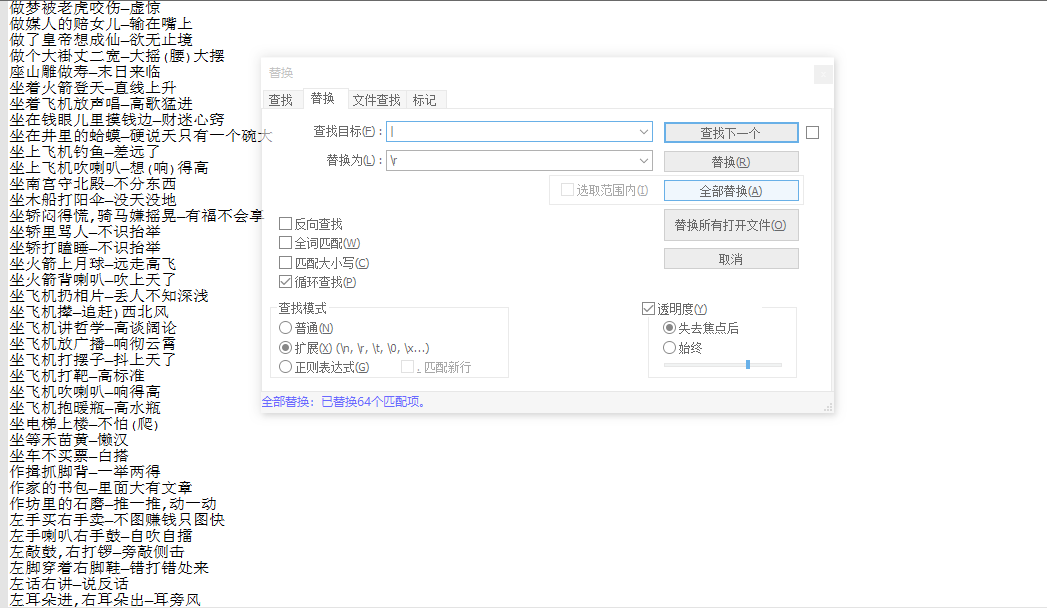 做梦被老虎咬伤—虚惊
做媒人的赔女儿—输在嘴上
做了皇帝想成仙—欲无止境
做个大褂丈二宽—大摇(腰)大摆
座山雕做寿—末日来临
坐着火箭登天—直线上升
坐着飞机放声唱—高歌猛进
坐在钱眼儿里摸钱边—财迷心窍
坐在井里的蛤蟆—硬说天只有一个碗大
坐上飞机钓鱼—差远了
坐上飞机吹喇叭—想(响)得高
坐南宫守北殿—不分东西
坐木船打阳伞—没天没地
坐轿闷得慌,骑马嫌摇晃—有福不会享
坐轿里骂人—不识抬举
坐轿打瞌睡—不识抬举
坐火箭上月球—远走高飞
坐火箭背喇叭—吹上天了
坐飞机扔相片—丢人不知深浅
坐飞机撵—追赶)西北风
坐飞机讲哲学—高谈阔论
坐飞机放广播—响彻云霄
坐飞机打摆子—抖上天了
坐飞机打靶—高标准
坐飞机吹喇叭—响得高
坐飞机抱暖瓶—高水瓶
坐电梯上楼—不怕(爬)
坐等禾苗黄—懒汉
坐车不买票—白搭
作揖抓脚背—一举两得
作家的书包—里面大有文章
作坊里的石磨—推一推,动一动
左手买右手卖—不图赚钱只图快
左手喇叭右手鼓—自吹自擂
左敲鼓,右打锣—旁敲侧击
左脚穿着右脚鞋—错打错处来
左话右讲—说反话
左耳朵进,右耳朵出—耳旁风
替换
查找 替换 文件查找 标记
查找目标(F)： |
查找下一个
替换为(L)： \r
替换(R)
选取范围内(I)
全部替换(A)
替换所有打开文件(O)
取消
反向查找
全词匹配(W)
匹配大小写(C)
循环查找(P)
查找模式
普通(N)
扩展(X) (\n, \r, \t, \0, \x...)
正则表达式(G)
. 匹配新行
透明度(Y)
失去焦点后
始终
全部替换：已替换64个匹配项。